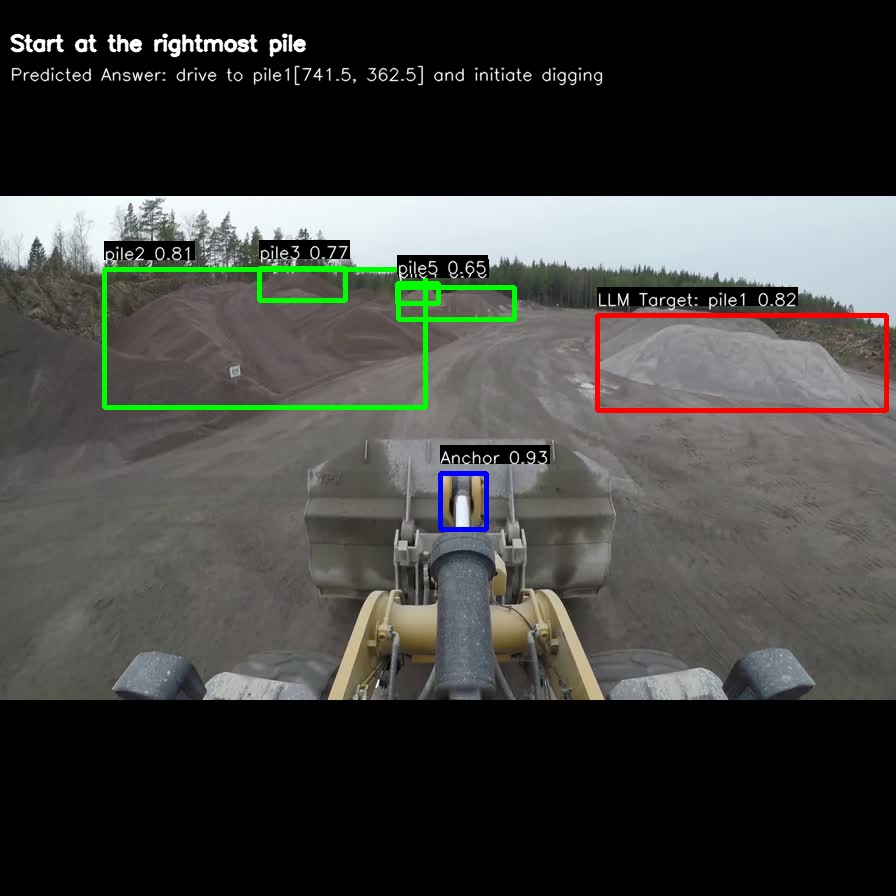 Start at the rightmost pile
Predicted Answer: drive to pile1[741.5, 362.5] and initiate digging
pile2 0.81
pile3 0.77
pile5 0.65
LLM Target: pile1 0.82
Anchor 0.93